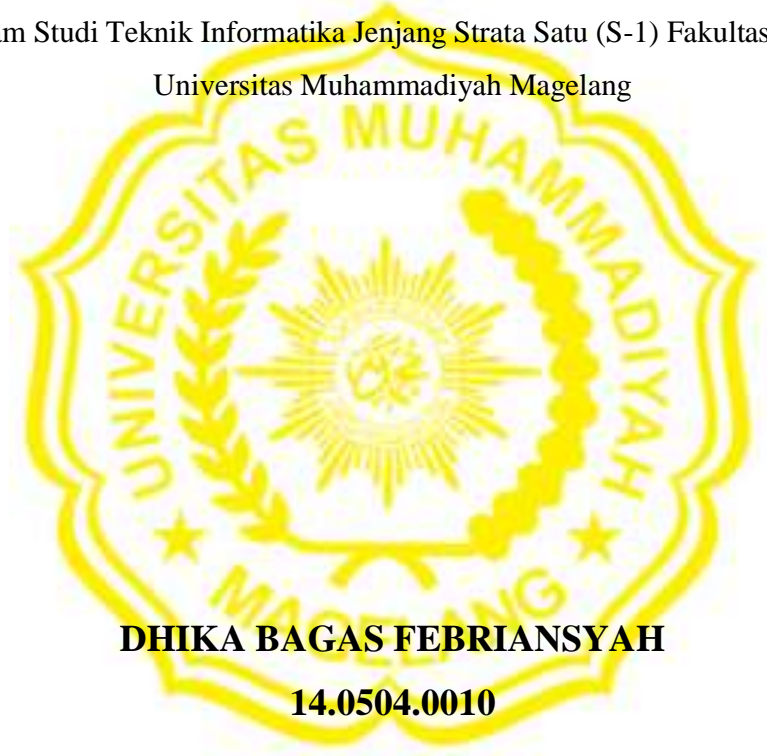 am Studi Teknik Informatika Jenjang Strata Satu (S-1) Fakultas
Universitas Muhammadiyah Magelang
UNIVERSITAS MUHAMMADIYAH
MAGELANG
DHIKA BAGAS FEBRIANSYAH
14.0504.0010